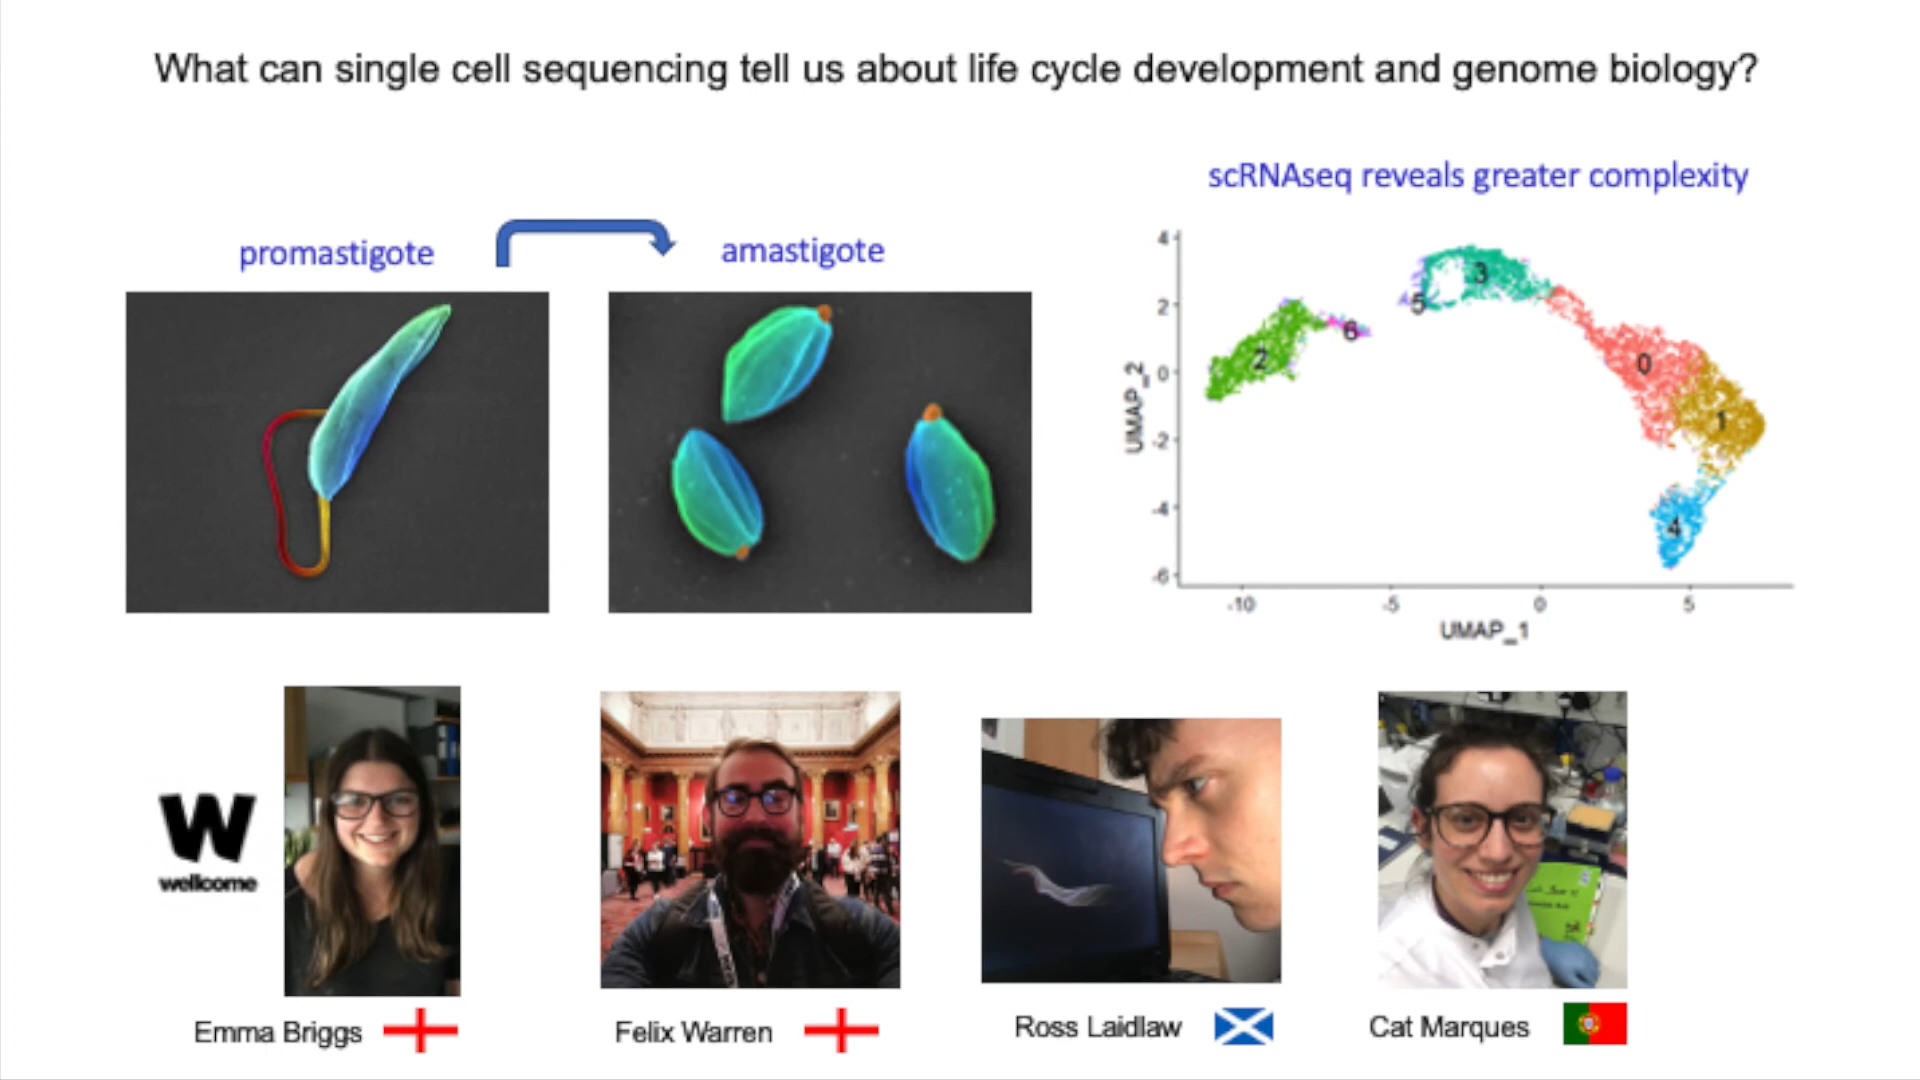 What can single cell sequencing tell us about life cycle development and genome biology?
scRNAseq reveals greater complexity
promastigote
amastigote
4
2
0
-2
-4
-6
UMAP_2
2
6
5
3
0
1
4
-10
-5
0
5
UMAP_1
W
wellcome
Emma Briggs
Felix Warren
Ross Laidlaw
Cat Marques